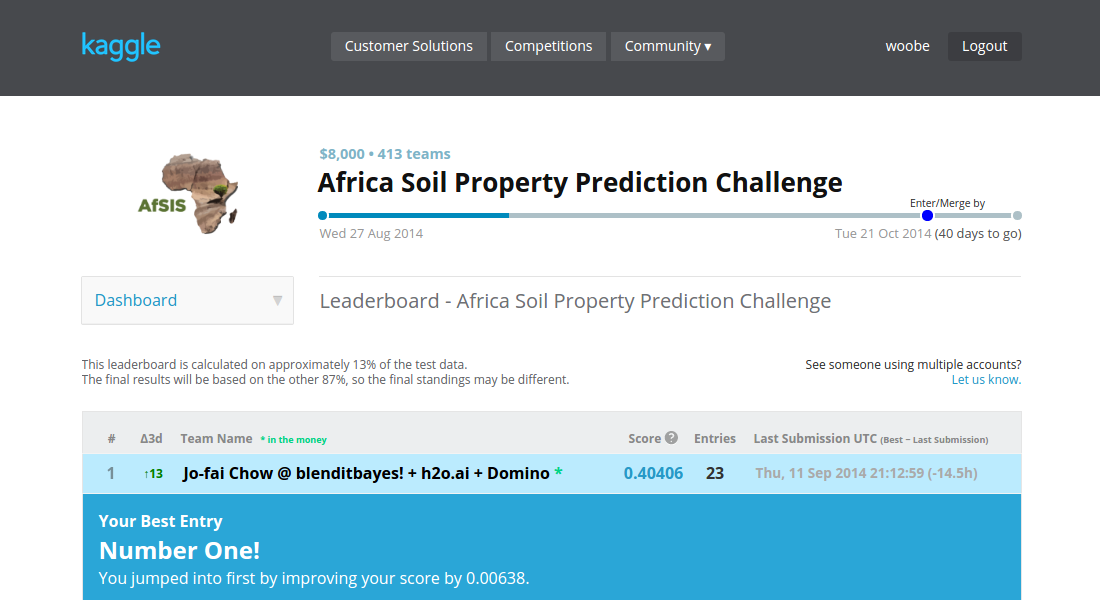 kaggle
Customer Solutions
Competitions
Community ▾
woobe
Logout
AfSIS
$8,000 • 413 teams
Africa Soil Property Prediction Challenge
Enter/Merge by
Wed 27 Aug 2014
Tue 21 Oct 2014 (40 days to go)
Dashboard ▼
Leaderboard - Africa Soil Property Prediction Challenge
This leaderboard is calculated on approximately 13% of the test data.
The final results will be based on the other 87%, so the final standings may be different.
See someone using multiple accounts?
Let us know.
# Δ3d Team Name * in the money Score ? Entries Last Submission UTC (Best − Last Submission)
1 ↑13 Jo-fai Chow @ blenditbayes! + h2o.ai + Domino * 0.40406 23 Thu, 11 Sep 2014 21:12:59 (-14.5h)
Your Best Entry
Number One!
You jumped into first by improving your score by 0.00638.